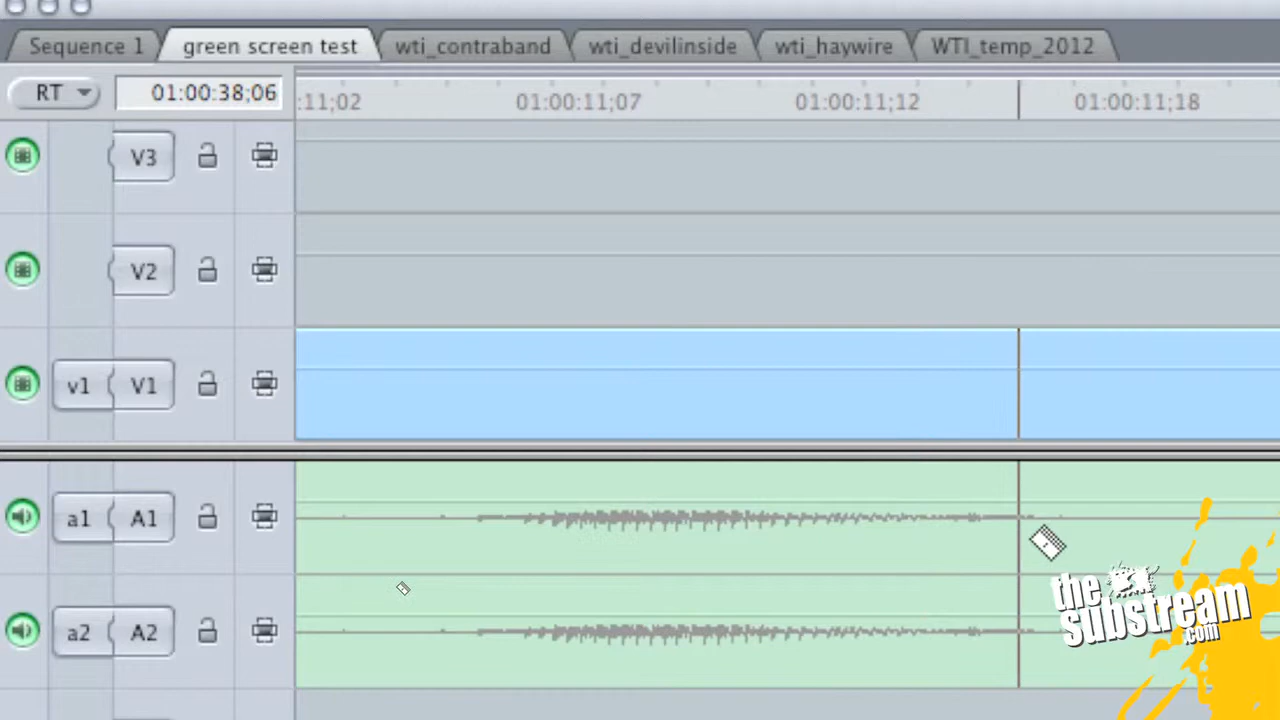 Sequence 1 green screen test wti_contraband wti_devilinside wti_haywire WTI_temp_2012
RT 01:00:38;06 :11;02 01:00:11;07 01:00:11;12 01:00:11;18
V3
V2
v1 V1
a1 A1
a2 A2
the
substream
.com